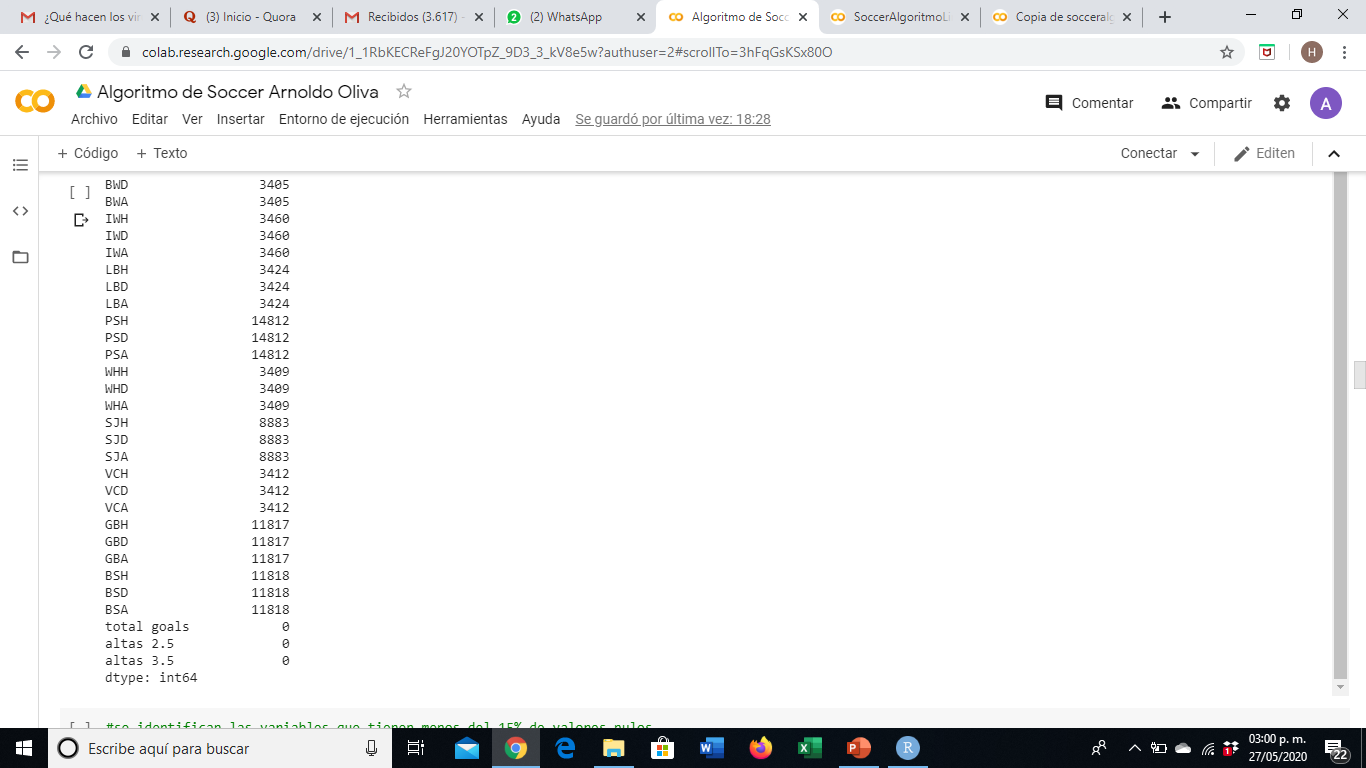 ¿Qué hacen los vir
(3) Inicio - Quora
Recibidos (3.617) -
(2) WhatsApp
Algoritmo de Socc
SoccerAlgoritmoLi
Copia de socceralg
colab.research.google.com/drive/1_1RbKECReFgJ20YOTpZ_9D3_3_kV8e5w?authuser=2#scrollTo=3hFqGsKSx80O
H
Algoritmo de Soccer Arnoldo Oliva
Comentar
Compartir
A
Archivo Editar Ver Insertar Entorno de ejecución Herramientas Ayuda Se guardó por última vez: 18:28
+ Código + Texto
Conectar
Editen
[ ]
BWD 3405
BWA 3405
IWH 3460
IWD 3460
IWA 3460
LBH 3424
LBD 3424
LBA 3424
PSH 14812
PSD 14812
PSA 14812
WHH 3409
WHD 3409
WHA 3409
SJH 8883
SJD 8883
SJA 8883
VCH 3412
VCD 3412
VCA 3412
GBH 11817
GBD 11817
GBA 11817
BSH 11818
BSD 11818
BSA 11818
total goals 0
altas 2.5 0
altas 3.5 0
dtype: int64
[ ] #se identifican las variables que tienen menos del 15% de valores nulos
Escribe aquí para buscar
03:00 p. m.
27/05/2020
22